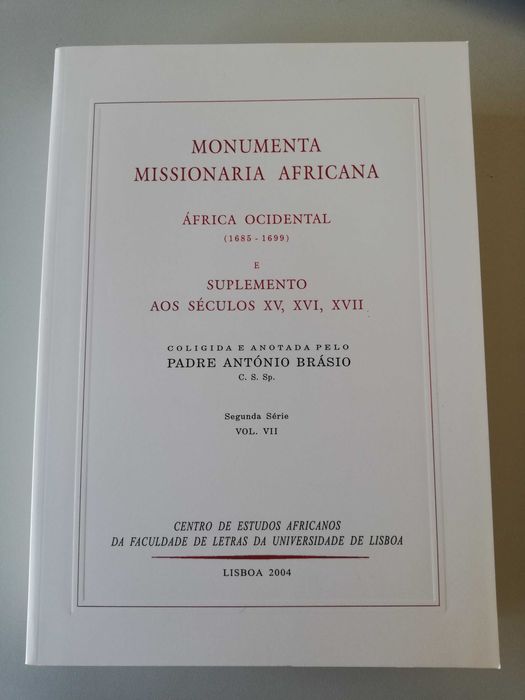 MONUMENTA
MISSIONARIA AFRICANA
ÁFRICA OCIDENTAL
(1685 - 1699)
E
SUPLEMENTO
AOS SÉCULOS XV, XVI, XVII
COLIGIDA E ANOTADA PELO
PADRE ANTÓNIO BRÁSIO
C. S. Sp.
Segunda Série
VOL. VII
CENTRO DE ESTUDOS AFRICANOS
DA FACULDADE DE LETRAS DA UNIVERSIDADE DE LISBOA
LISBOA 2004